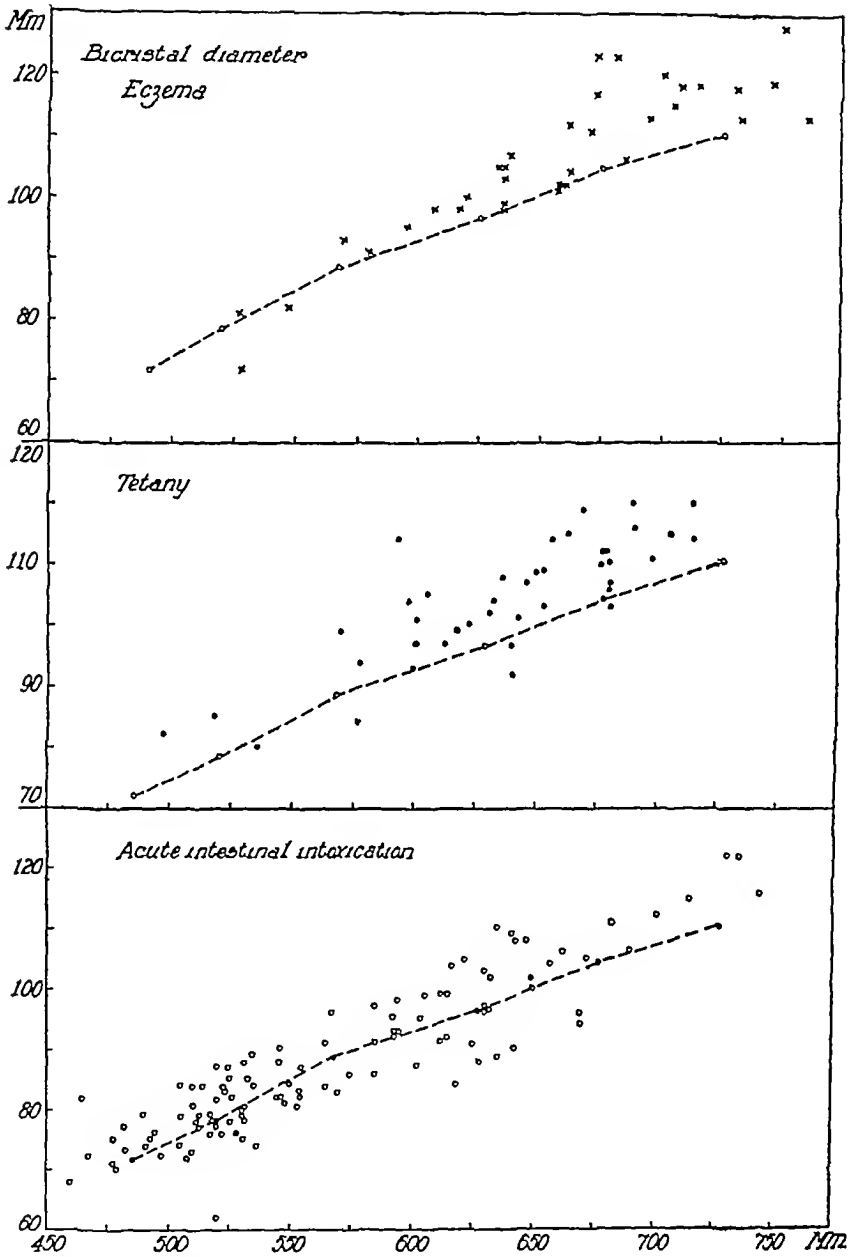 Mm
Bicristal diameter
Eczema
120
100
80
60
120
Tetany
110
90
70
Acute intestinal intoxication
120
100
80
60
450 500 550 600 650 700 750 Mm